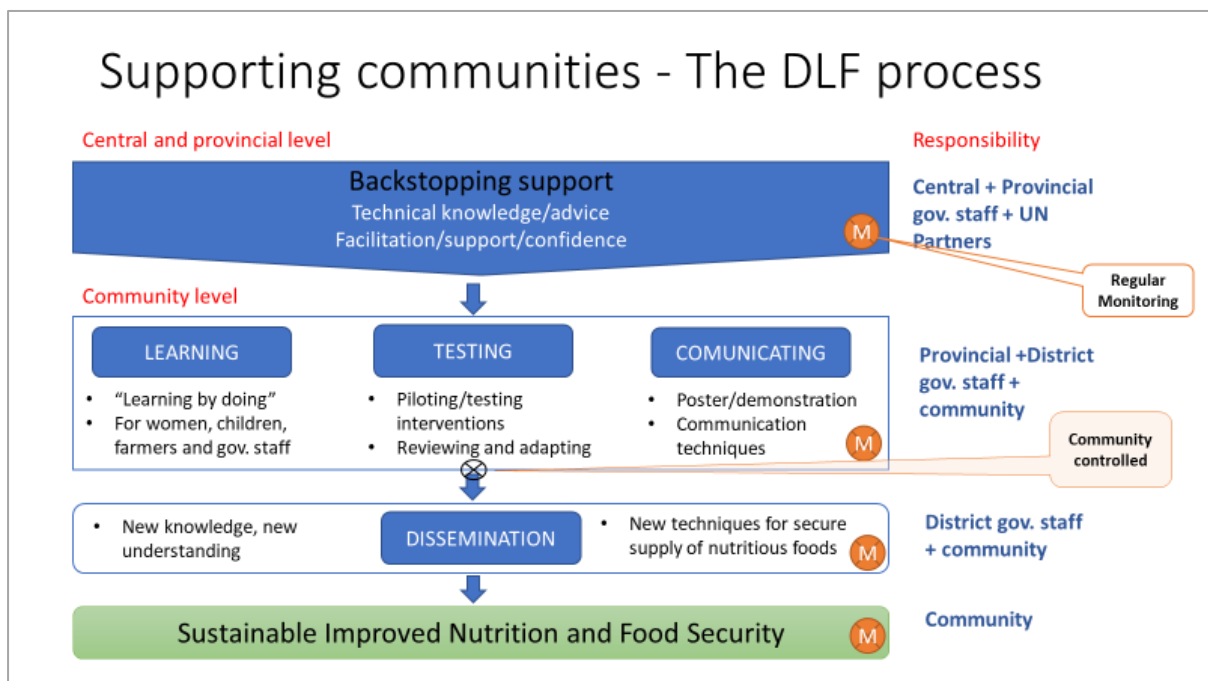 Supporting communities - The DLF process
Central and provincial level
Responsibility
Backstopping support
Technical knowledge/advice
Facilitation/support/confidence
M
Central + Provincial
gov. staff + UN
Partners
Regular
Monitoring
Community level
LEARNING
• “Learning by doing”
• For women, children,
farmers and gov. staff
TESTING
• Piloting/testing
interventions
• Reviewing and adapting
COMUNICATING
• Poster/demonstration
• Communication
techniques
M
Provincial +District
gov. staff +
community
Community
controlled
• New knowledge, new
understanding
DISSEMINATION
• New techniques for secure
supply of nutritious foods
M
District gov. staff
+ community
Sustainable Improved Nutrition and Food Security
M
Community